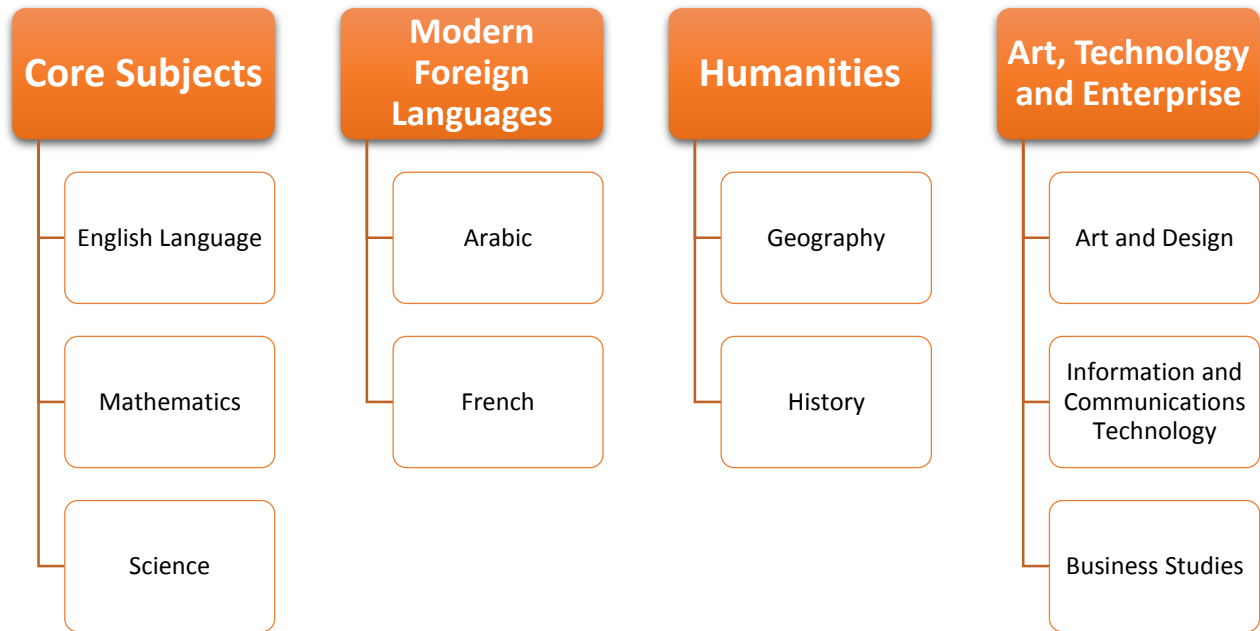 Core Subjects
English Language
Mathematics
Science
Modern
Foreign
Languages
Arabic
French
Humanities
Geography
History
Art, Technology
and Enterprise
Art and Design
Information and
Communications
Technology
Business Studies